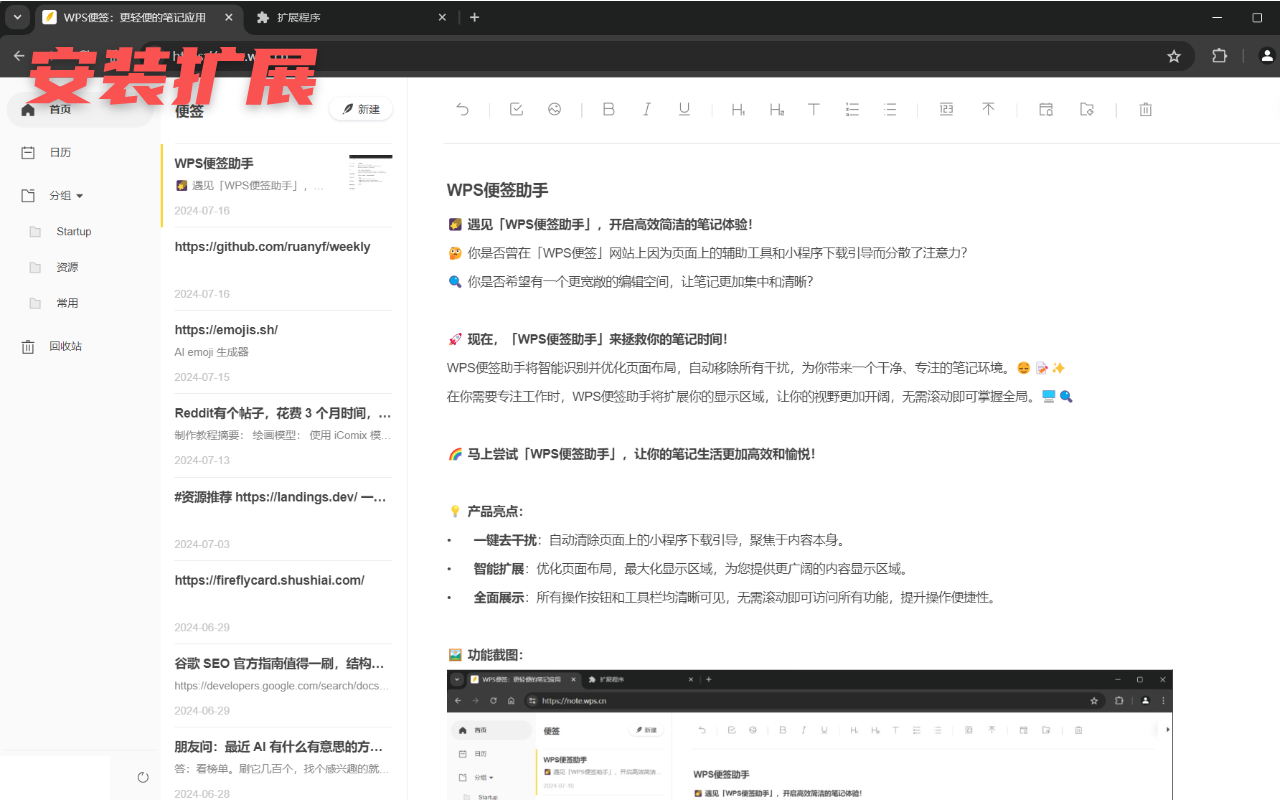 WPS便签：更轻便的笔记应用
扩展程序
安装扩展
首页
日历
分组
Startup
资源
常用
回收站
便签
新建
WPS便签助手
遇见「WPS便签助手」，…
2024-07-16
https://github.com/ruanyf/weekly
2024-07-16
https://emojis.sh/
AI emoji 生成器
2024-07-15
Reddit有个帖子，花费 3 个月时间，…
制作教程摘要： 绘画模型： 使用 iComix 模…
2024-07-13
#资源推荐 https://landings.dev/ 一…
2024-07-03
https://fireflycard.shushiai.com/
2024-06-29
谷歌 SEO 官方指南值得一刷，结构…
https://developers.google.com/search/docs…
2024-06-29
朋友问：最近 AI 有什么有意思的方…
答：看榜单。刷它几百个，找个感兴趣的就…
2024-06-28
B I U H1 H2 T 123
WPS便签助手
🌠 遇见「WPS便签助手」，开启高效简洁的笔记体验！
🤔 你是否曾在「WPS便签」网站上因为页面上的辅助工具和小程序下载引导而分散了注意力？
🔍 你是否希望有一个更宽敞的编辑空间，让笔记更加集中和清晰？
🚀 现在，「WPS便签助手」来拯救你的笔记时间！
WPS便签助手将智能识别并优化页面布局，自动移除所有干扰，为你带来一个干净、专注的笔记环境。
在你需要专注工作时，WPS便签助手将扩展你的显示区域，让你的视野更加开阔，无需滚动即可掌握全局。
🌈 马上尝试「WPS便签助手」，让你的笔记生活更加高效和愉悦！
💡 产品亮点：
• 一键去干扰：自动清除页面上的小程序下载引导，聚焦于内容本身。
• 智能扩展：优化页面布局，最大化显示区域，为您提供更广阔的内容显示区域。
• 全面展示：所有操作按钮和工具栏均清晰可见，无需滚动即可访问所有功能，提升操作便捷性。
🖼️ 功能截图：
WPS便签：更轻便的笔记应用
扩展程序
https://note.wps.cn
首页
日历
分组
Startup
便签
新建
WPS便签助手
遇见「WPS便签助手」，开启高效简洁…
2024-07-16
WPS便签助手
遇见「WPS便签助手」，开启高效简洁的笔记体验！